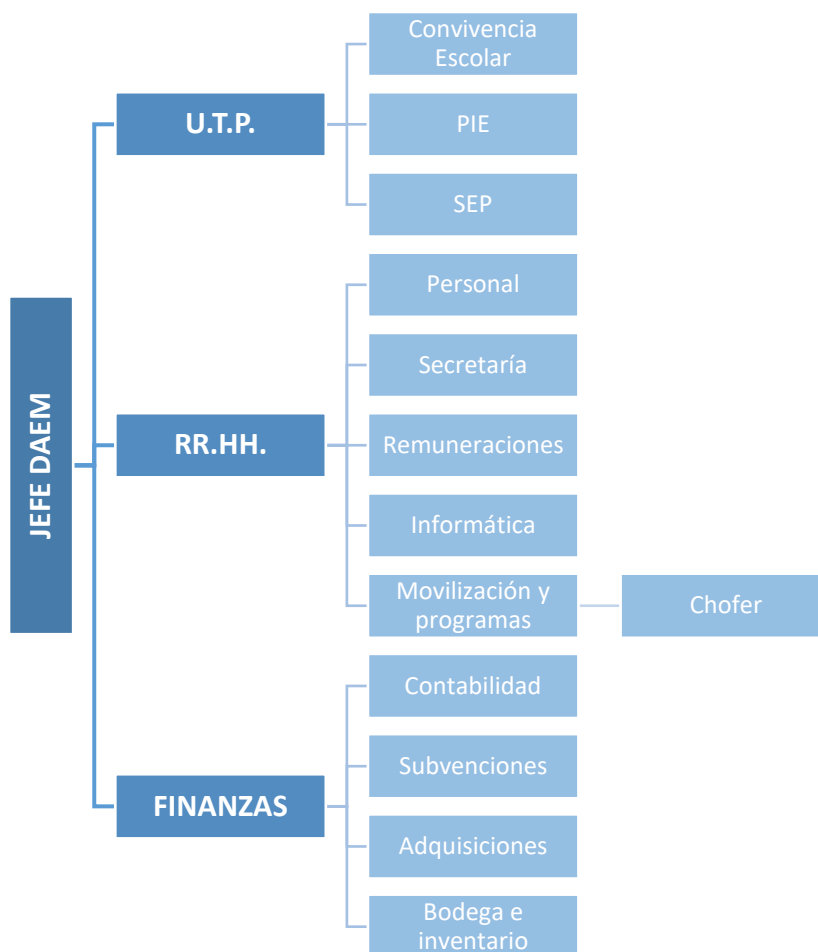 JEFE DAEM
U.T.P.
Convivencia
Escolar
PIE
SEP
RR.HH.
Personal
Secretaría
Remuneraciones
Informática
Movilización y
programas
Chofer
FINANZAS
Contabilidad
Subvenciones
Adquisiciones
Bodega e
inventario